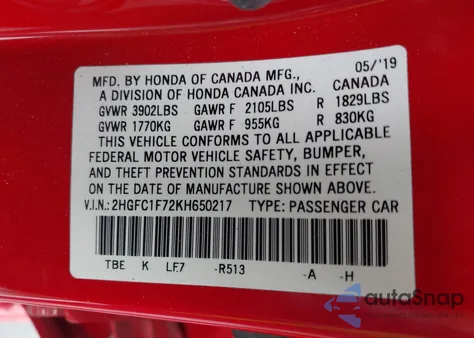 MFD. BY HONDA OF CANADA MFG., 05/'19
A DIVISION OF HONDA CANADA INC. CANADA
GVWR 3902LBS GAWR F 2105LBS R 1829LBS
GVWR 1770KG GAWR F 955KG R 830KG
THIS VEHICLE CONFORMS TO ALL APPLICABLE
FEDERAL MOTOR VEHICLE SAFETY, BUMPER,
AND THEFT PREVENTION STANDARDS IN EFFECT
ON THE DATE OF MANUFACTURE SHOWN ABOVE.
V.I.N.: 2HGFC1F72KH650217 TYPE: PASSENGER CAR
TBE K LF7 -R513 -A -H
autoSnap